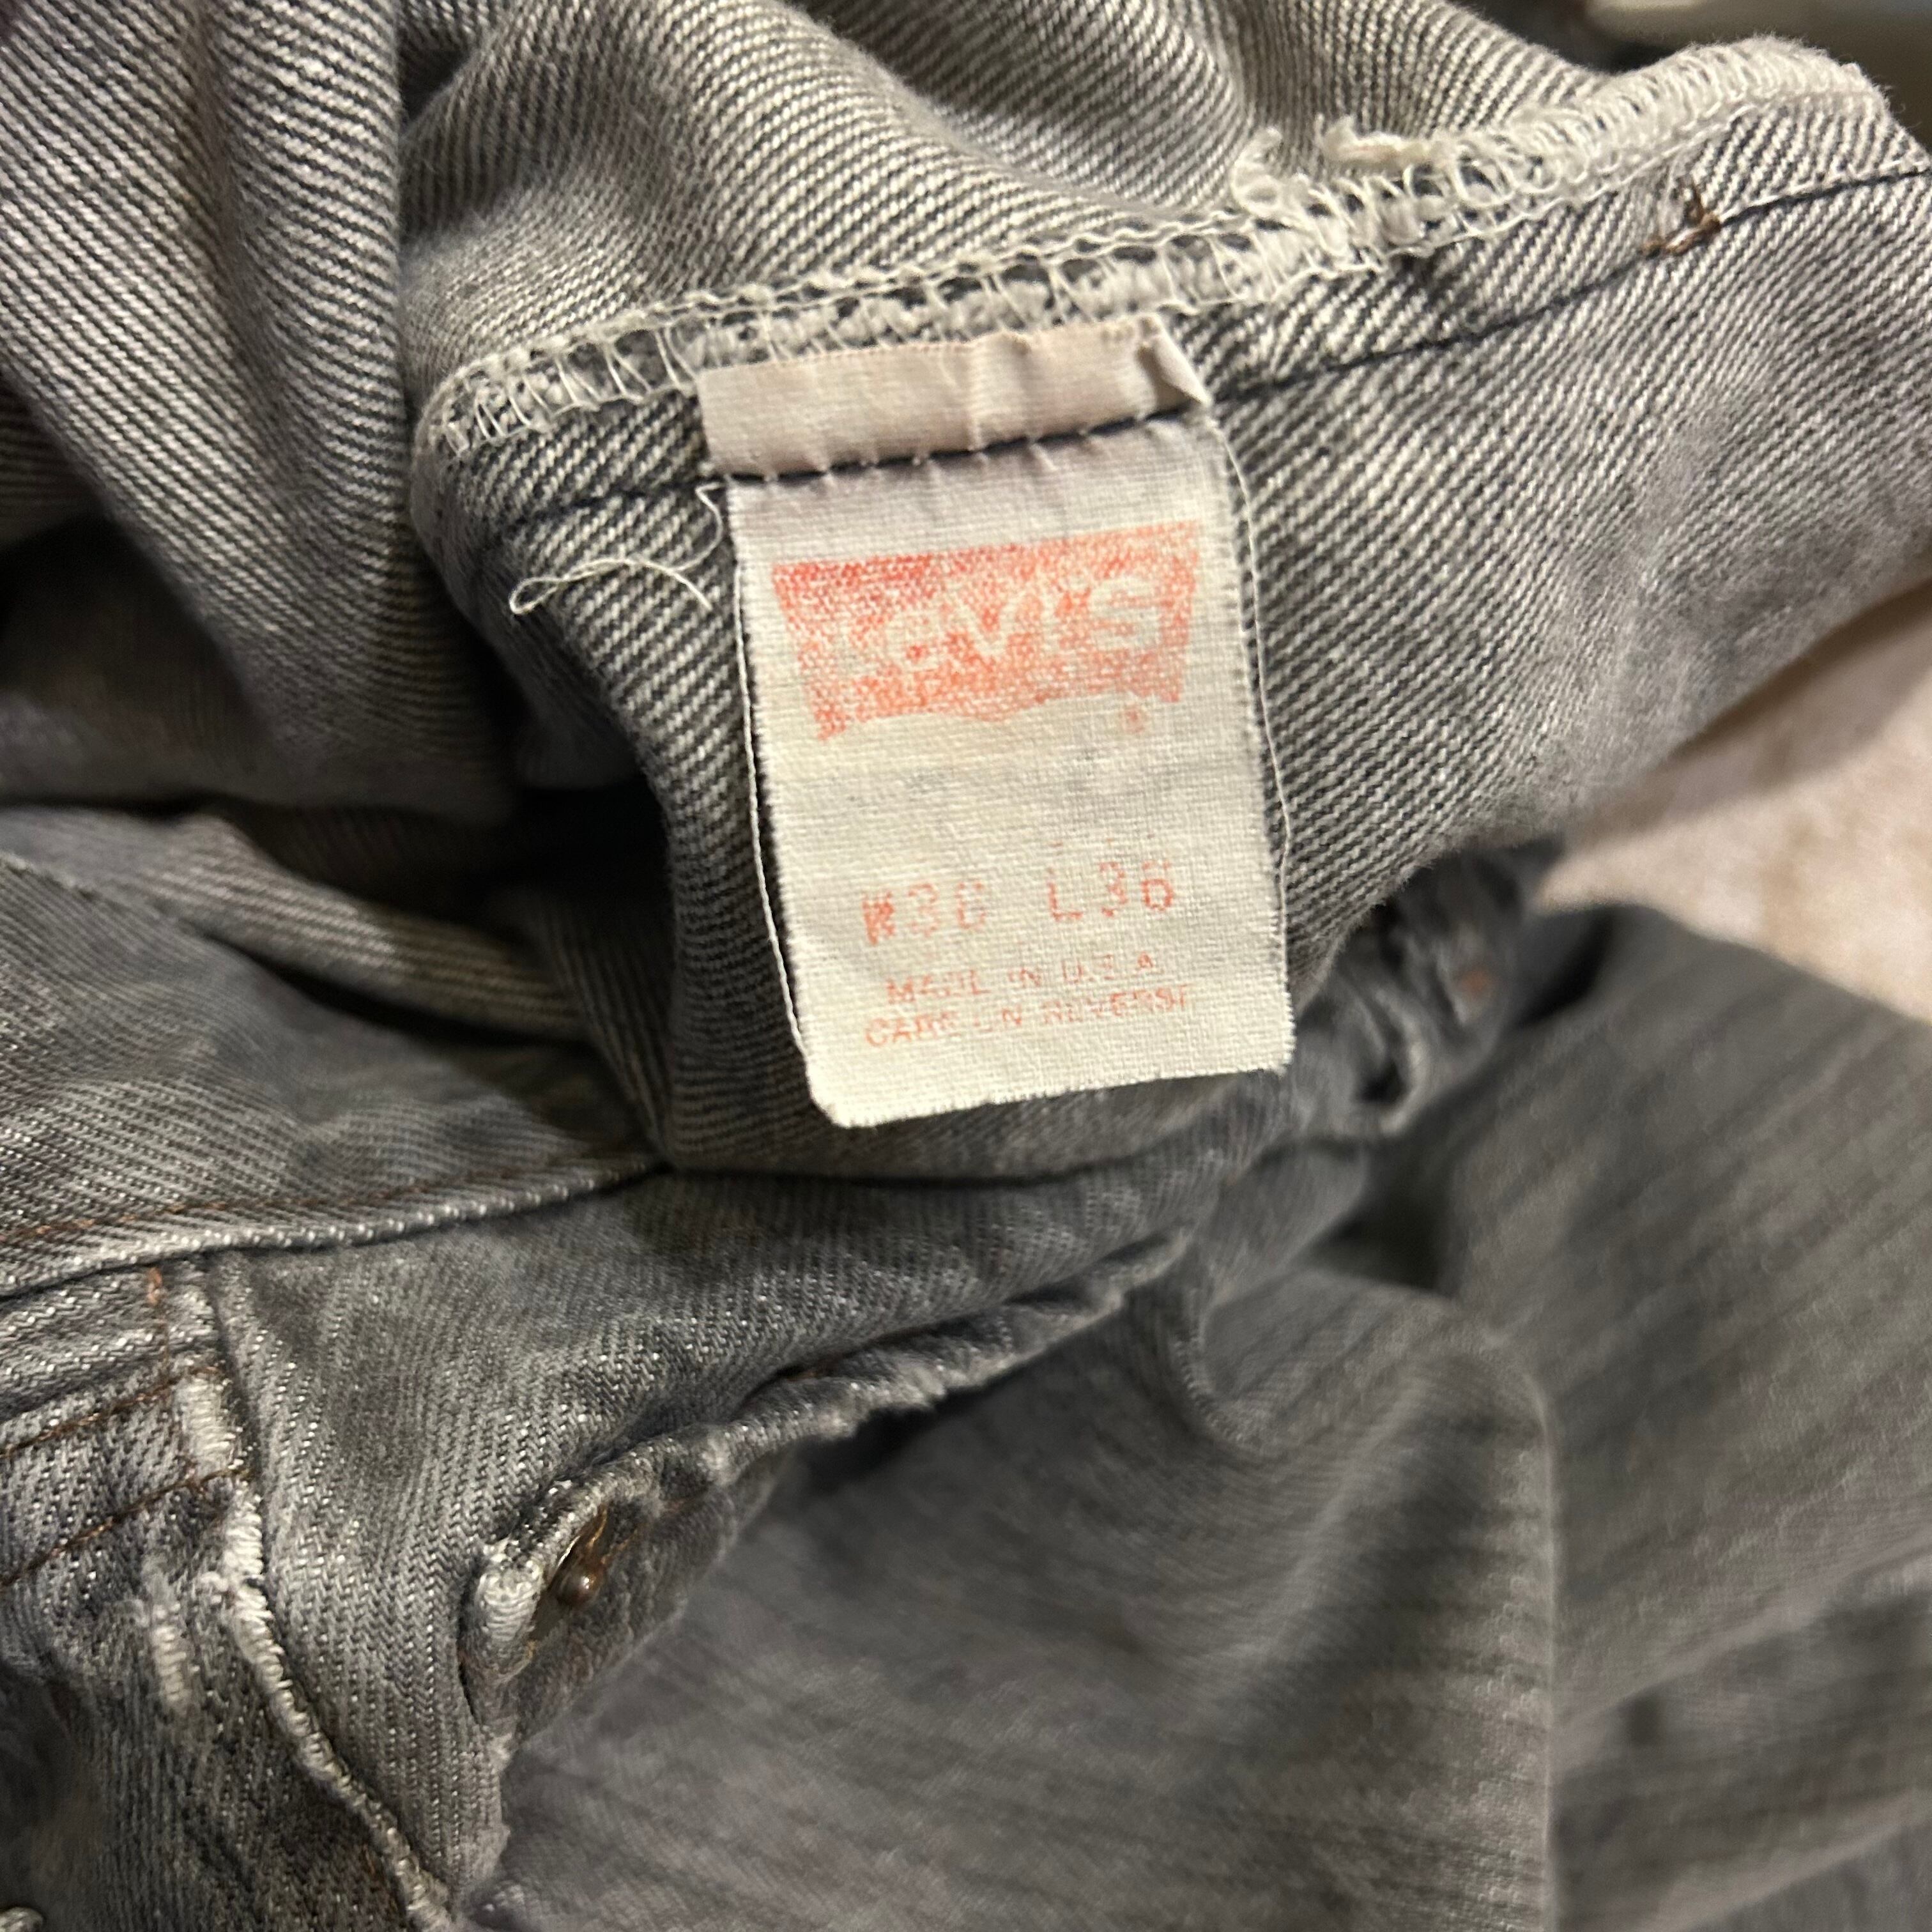 Levi's
®
W36 L36
MADE IN U.S.A.
CARE ON REVERSE